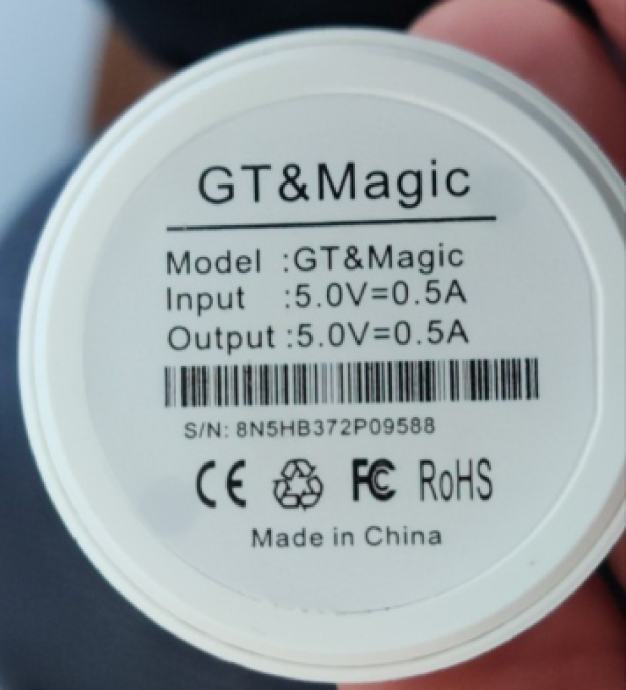 GT&Magic
Model :GT&Magic
Input :5.0V=0.5A
Output :5.0V=0.5A
S/N: 8N5HB372P09588
CE FC RoHS
Made in China